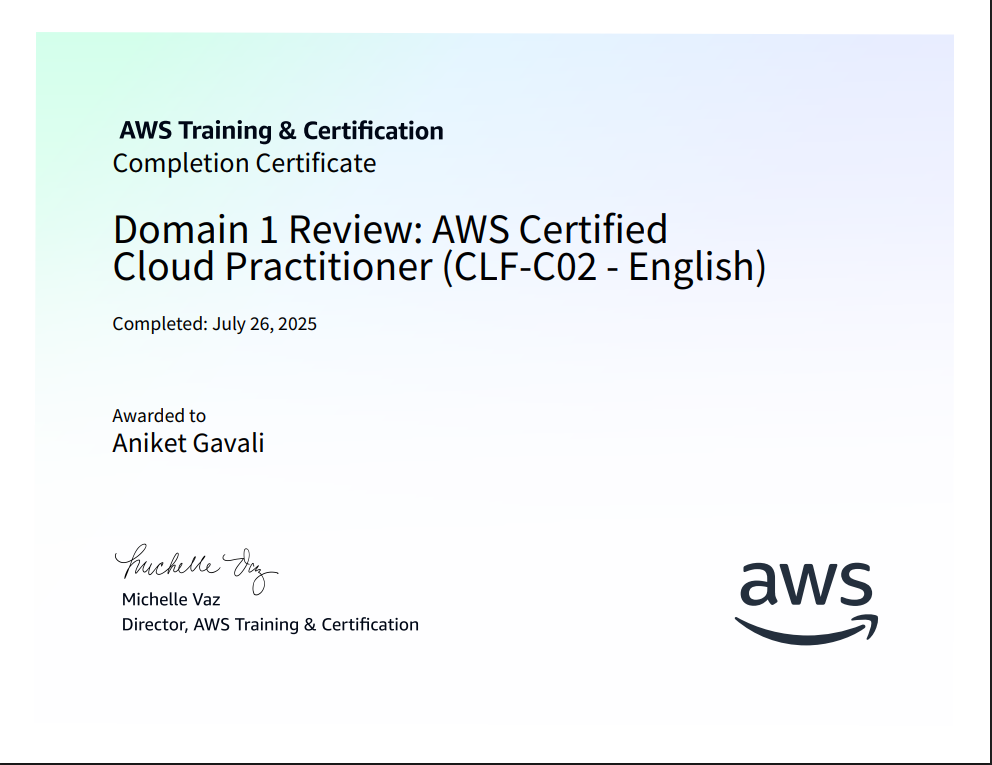 AWS Training & Certification
Completion Certificate
Domain 1 Review: AWS Certified
Cloud Practitioner (CLF-C02 - English)
Completed: July 26, 2025
Awarded to
Aniket Gavali
Michelle Vaz
Michelle Vaz
Director, AWS Training & Certification
aws